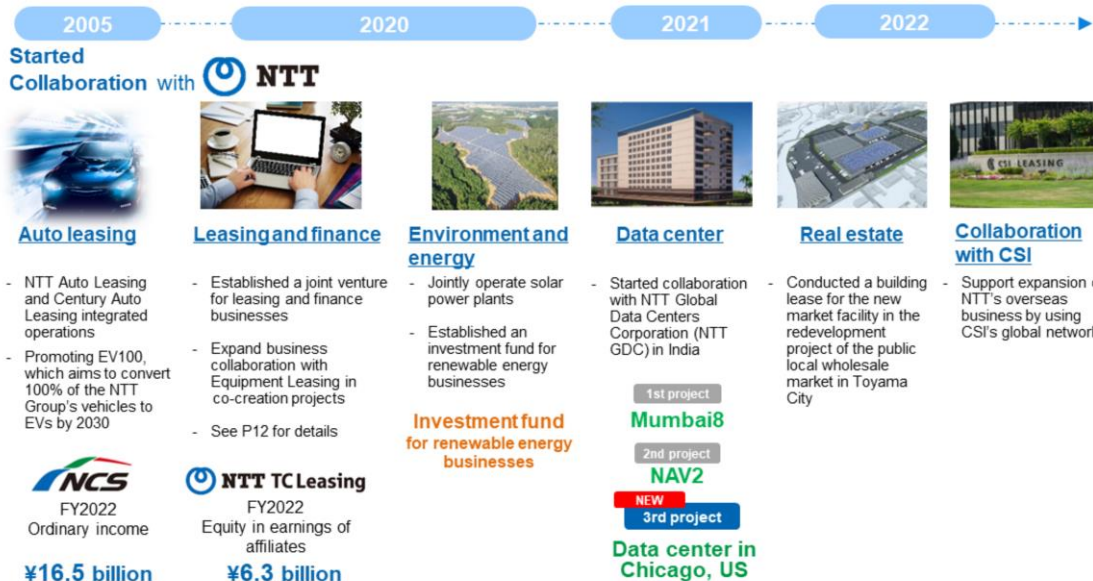 2005
2020
2021
2022
Started
Collaboration with NTT
CSI LEASING
Auto leasing
- NTT Auto Leasing
and Century Auto
Leasing integrated
operations
- Promoting EV100,
which aims to convert
100% of the NTT
Group's vehicles to
EVs by 2030
NCS
FY2022
Ordinary income
¥16.5 billion
Leasing and finance
- Established a joint venture
for leasing and finance
businesses
- Expand business
collaboration with
Equipment Leasing in
co-creation projects
- See P12 for details
NTT TC Leasing
FY2022
Equity in earnings of
affiliates
¥6.3 billion
Environment and
energy
- Jointly operate solar
power plants
- Established an
investment fund for
renewable energy
businesses
Investment fund
for renewable energy
businesses
Data center
- Started collaboration
with NTT Global
Data Centers
Corporation (NTT
GDC) in India
1st project
Mumbai8
2nd project
NAV2
NEW
3rd project
Data center in
Chicago, US
Real estate
- Conducted a building
lease for the new
market facility in the
redevelopment
project of the public
local wholesale
market in Toyama
City
Collaboration
with CSI
- Support expansion
NTT's overseas
business by using
CSI's global network